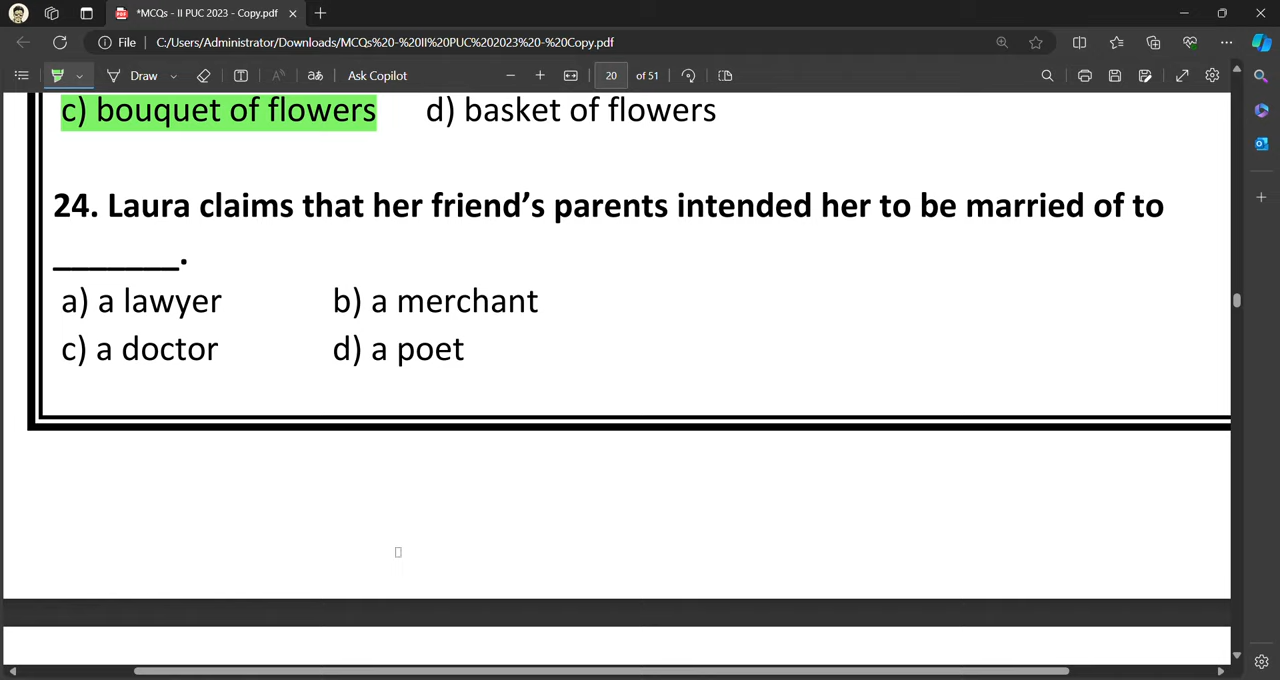 *MCQs - II PUC 2023 - Copy.pdf
File C:/Users/Administrator/Downloads/MCQs%20-%20II%20PUC%202023%20-%20Copy.pdf
Draw Ask Copilot 20 of 51
c) bouquet of flowers d) basket of flowers
24. Laura claims that her friend’s parents intended her to be married of to
_______.
a) a lawyer b) a merchant
c) a doctor d) a poet